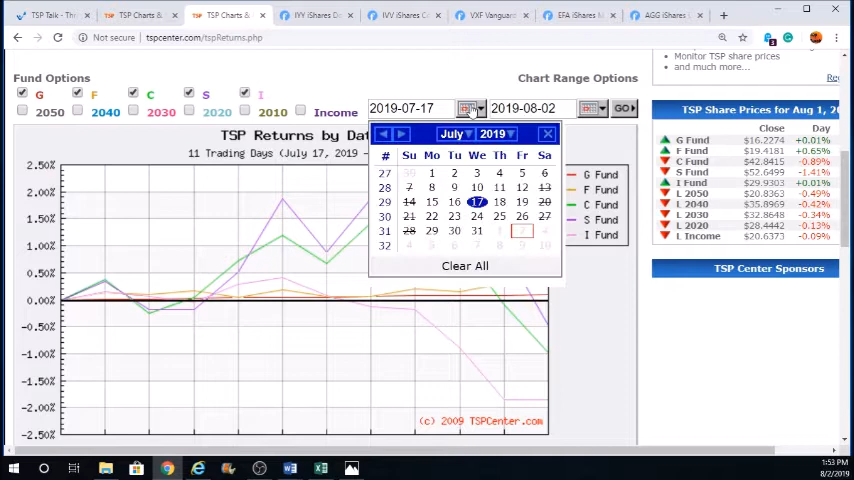 TSP Talk - Thr
TSP Charts &
TSP Charts &
IYY iShares Do
IVV iShares C
VXF Vanguard
EFA iShares M
AGG iShares L
Not secure | tspcenter.com/tspReturns.php
Monitor TSP share prices
and much more...
Fund Options
Chart Range Options
G F C S I
2050 2040 2030 2020 2010 Income
2019-07-17
2019-08-02
GO
TSP Returns by Dat
11 Trading Days (July 17, 2019 -
July 2019
# Su Mo Tu We Th Fr Sa
27 1 2 3 4 5 6
28 7 8 9 10 11 12 13
29 14 15 16 17 18 19 20
30 21 22 23 24 25 26 27
31 28 29 30 31 1 2
32 4 5 6 7 8 9 10
Clear All
G Fund
F Fund
C Fund
S Fund
I Fund
2.50%
2.00%
1.50%
1.00%
0.50%
0.00%
-0.50%
-1.00%
-1.50%
-2.00%
-2.50%
(c) 2009 TSPCenter.com
TSP Share Prices for Aug 1, 20
Close Day
G Fund $16.2274 +0.01%
F Fund $19.4181 +0.65%
C Fund $42.8415 -0.89%
S Fund $52.6499 -1.41%
I Fund $29.9303 +0.01%
L 2050 $20.8963 -0.49%
L 2040 $35.8969 -0.42%
L 2030 $32.8648 -0.34%
L 2020 $28.4442 -0.13%
L Income $20.6373 -0.09%
TSP Center Sponsors
1:53 PM
8/2/2019